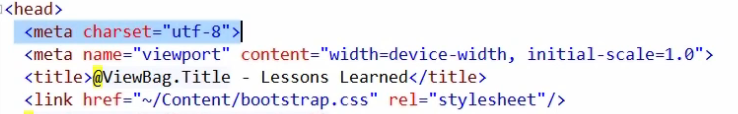 <head>
<meta charset="utf-8">
<meta name="viewport" content="width=device-width, initial-scale=1.0">
<title>@ViewBag.Title - Lessons Learned</title>
<link href="~/Content/bootstrap.css" rel="stylesheet"/>